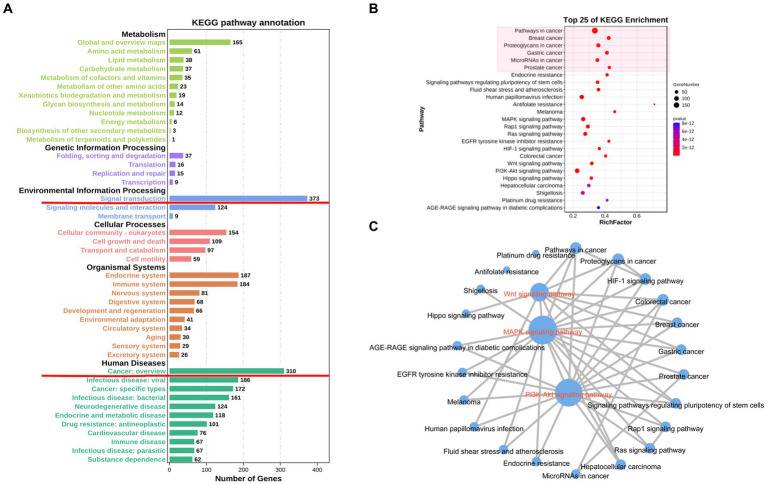 A
KEGG pathway annotation
Metabolism
Global and overview maps 165
Amino acid metabolism 61
Lipid metabolism 38
Carbohydrate metabolism 37
Metabolism of cofactors and vitamins 35
Metabolism of other amino acids 23
Xenobiotics biodegradation and metabolism 19
Glycan biosynthesis and metabolism 14
Nucleotide metabolism 12
Energy metabolism 6
Biosynthesis of other secondary metabolites 3
Metabolism of terpenoids and polyketides 1
Genetic Information Processing
Folding, sorting and degradation 37
Translation 16
Replication and repair 15
Transcription 9
Environmental Information Processing
Signal transduction 373
Signaling molecules and interaction 124
Membrane transport 9
Cellular Processes
Cellular community - eukaryotes 154
Cell growth and death 109
Transport and catabolism 97
Cell motility 59
Organismal Systems
Endocrine system 187
Immune system 184
Nervous system 81
Digestive system 68
Development and regeneration 66
Environmental adaptation 41
Circulatory system 34
Aging 30
Sensory system 29
Excretory system 26
Human Diseases
Cancer: overview 310
Infectious disease: viral 186
Cancer: specific types 172
Infectious disease: bacterial 161
Neurodegenerative disease 124
Endocrine and metabolic disease 118
Drug resistance: antineoplastic 101
Cardiovascular disease 76
Immune disease 67
Infectious disease: parasitic 67
Substance dependence 62
0 100 200 300 400
Number of Genes
B
Top 25 of KEGG Enrichment
Pathway
Pathways in cancer
Breast cancer
Proteoglycans in cancer
Gastric cancer
MicroRNAs in cancer
Prostate cancer
Endocrine resistance
Signaling pathways regulating pluripotency of stem cells
Fluid shear stress and atherosclerosis
Human papillomavirus infection
Antifolate resistance
Melanoma
MAPK signaling pathway
Rap1 signaling pathway
Ras signaling pathway
EGFR tyrosine kinase inhibitor resistance
HIF-1 signaling pathway
Colorectal cancer
Wnt signaling pathway
PI3K-Akt signaling pathway
Hippo signaling pathway
Hepatocellular carcinoma
Shigellosis
Platinum drug resistance
AGE-RAGE signaling pathway in diabetic complications
0.2 0.4 0.6
RichFactor
GeneNumber
50
100
150
pvalue
C
Pathways in cancer
Platinum drug resistance
Proteoglycans in cancer
Antifolate resistance
HIF-1 signaling pathway
Shigellosis
Wnt signaling pathway
Colorectal cancer
Hippo signaling pathway
Breast cancer
MAPK signaling pathway
AGE-RAGE signaling pathway in diabetic complications
Gastric cancer
EGFR tyrosine kinase inhibitor resistance
Prostate cancer
PI3K-Akt signaling pathway
Melanoma
Signaling pathways regulating pluripotency of stem cells
Human papillomavirus infection
Rap1 signaling pathway
Fluid shear stress and atherosclerosis
Ras signaling pathway
Endocrine resistance
Hepatocellular carcinoma
MicroRNAs in cancer